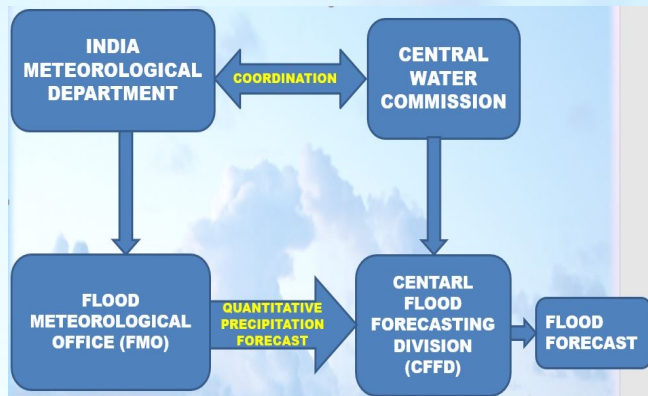 INDIA
METEOROLOGICAL
DEPARTMENT
COORDINATION
CENTRAL
WATER
COMMISSION
FLOOD
METEOROLOGICAL
OFFICE (FMO)
QUANTITATIVE
PRECIPITATION
FORECAST
CENTARL
FLOOD
FORECASTING
DIVISION
(CFFD)
FLOOD
FORECAST